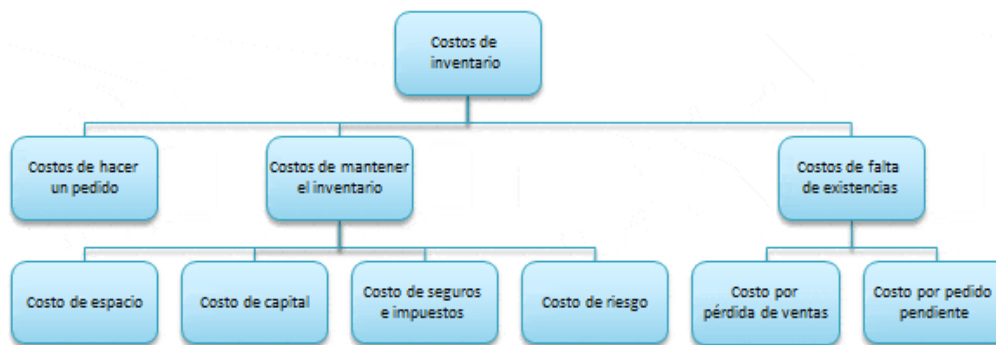 Costos de
inventario
Costos de hacer
un pedido
Costos de mantener
el inventario
Costos de falta
de existencias
Costo de espacio
Costo de capital
Costo de seguros
e impuestos
Costo de riesgo
Costo por
pérdida de ventas
Costo por pedido
pendiente